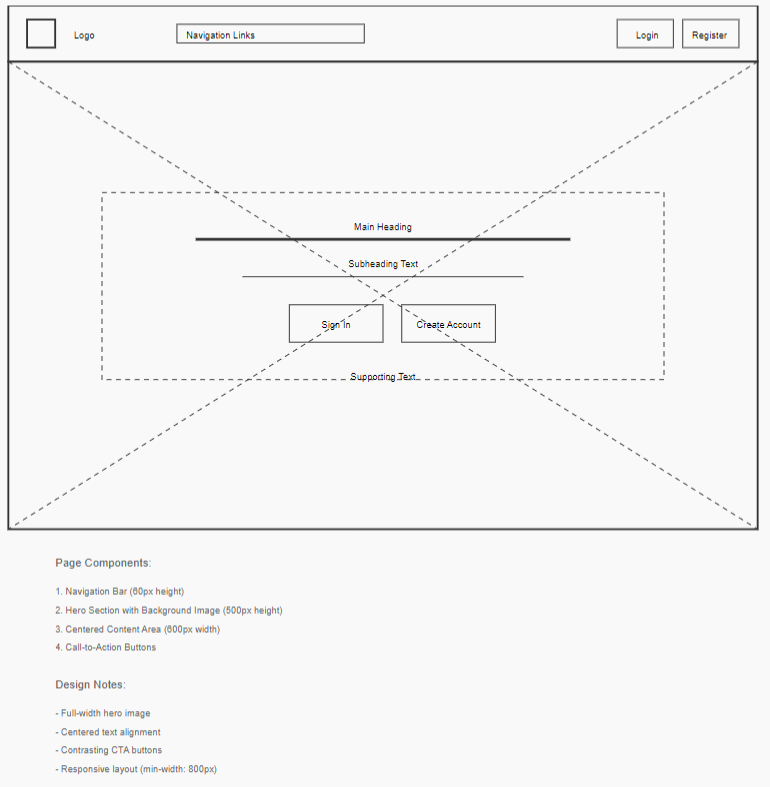 Logo
Navigation Links
Login
Register
Main Heading
Subheading Text
Sign In
Create Account
Supporting Text
Page Components:
1. Navigation Bar (60px height)
2. Hero Section with Background Image (500px height)
3. Centered Content Area (600px width)
4. Call-to-Action Buttons
Design Notes:
- Full-width hero image
- Centered text alignment
- Contrasting CTA buttons
- Responsive layout (min-width: 800px)